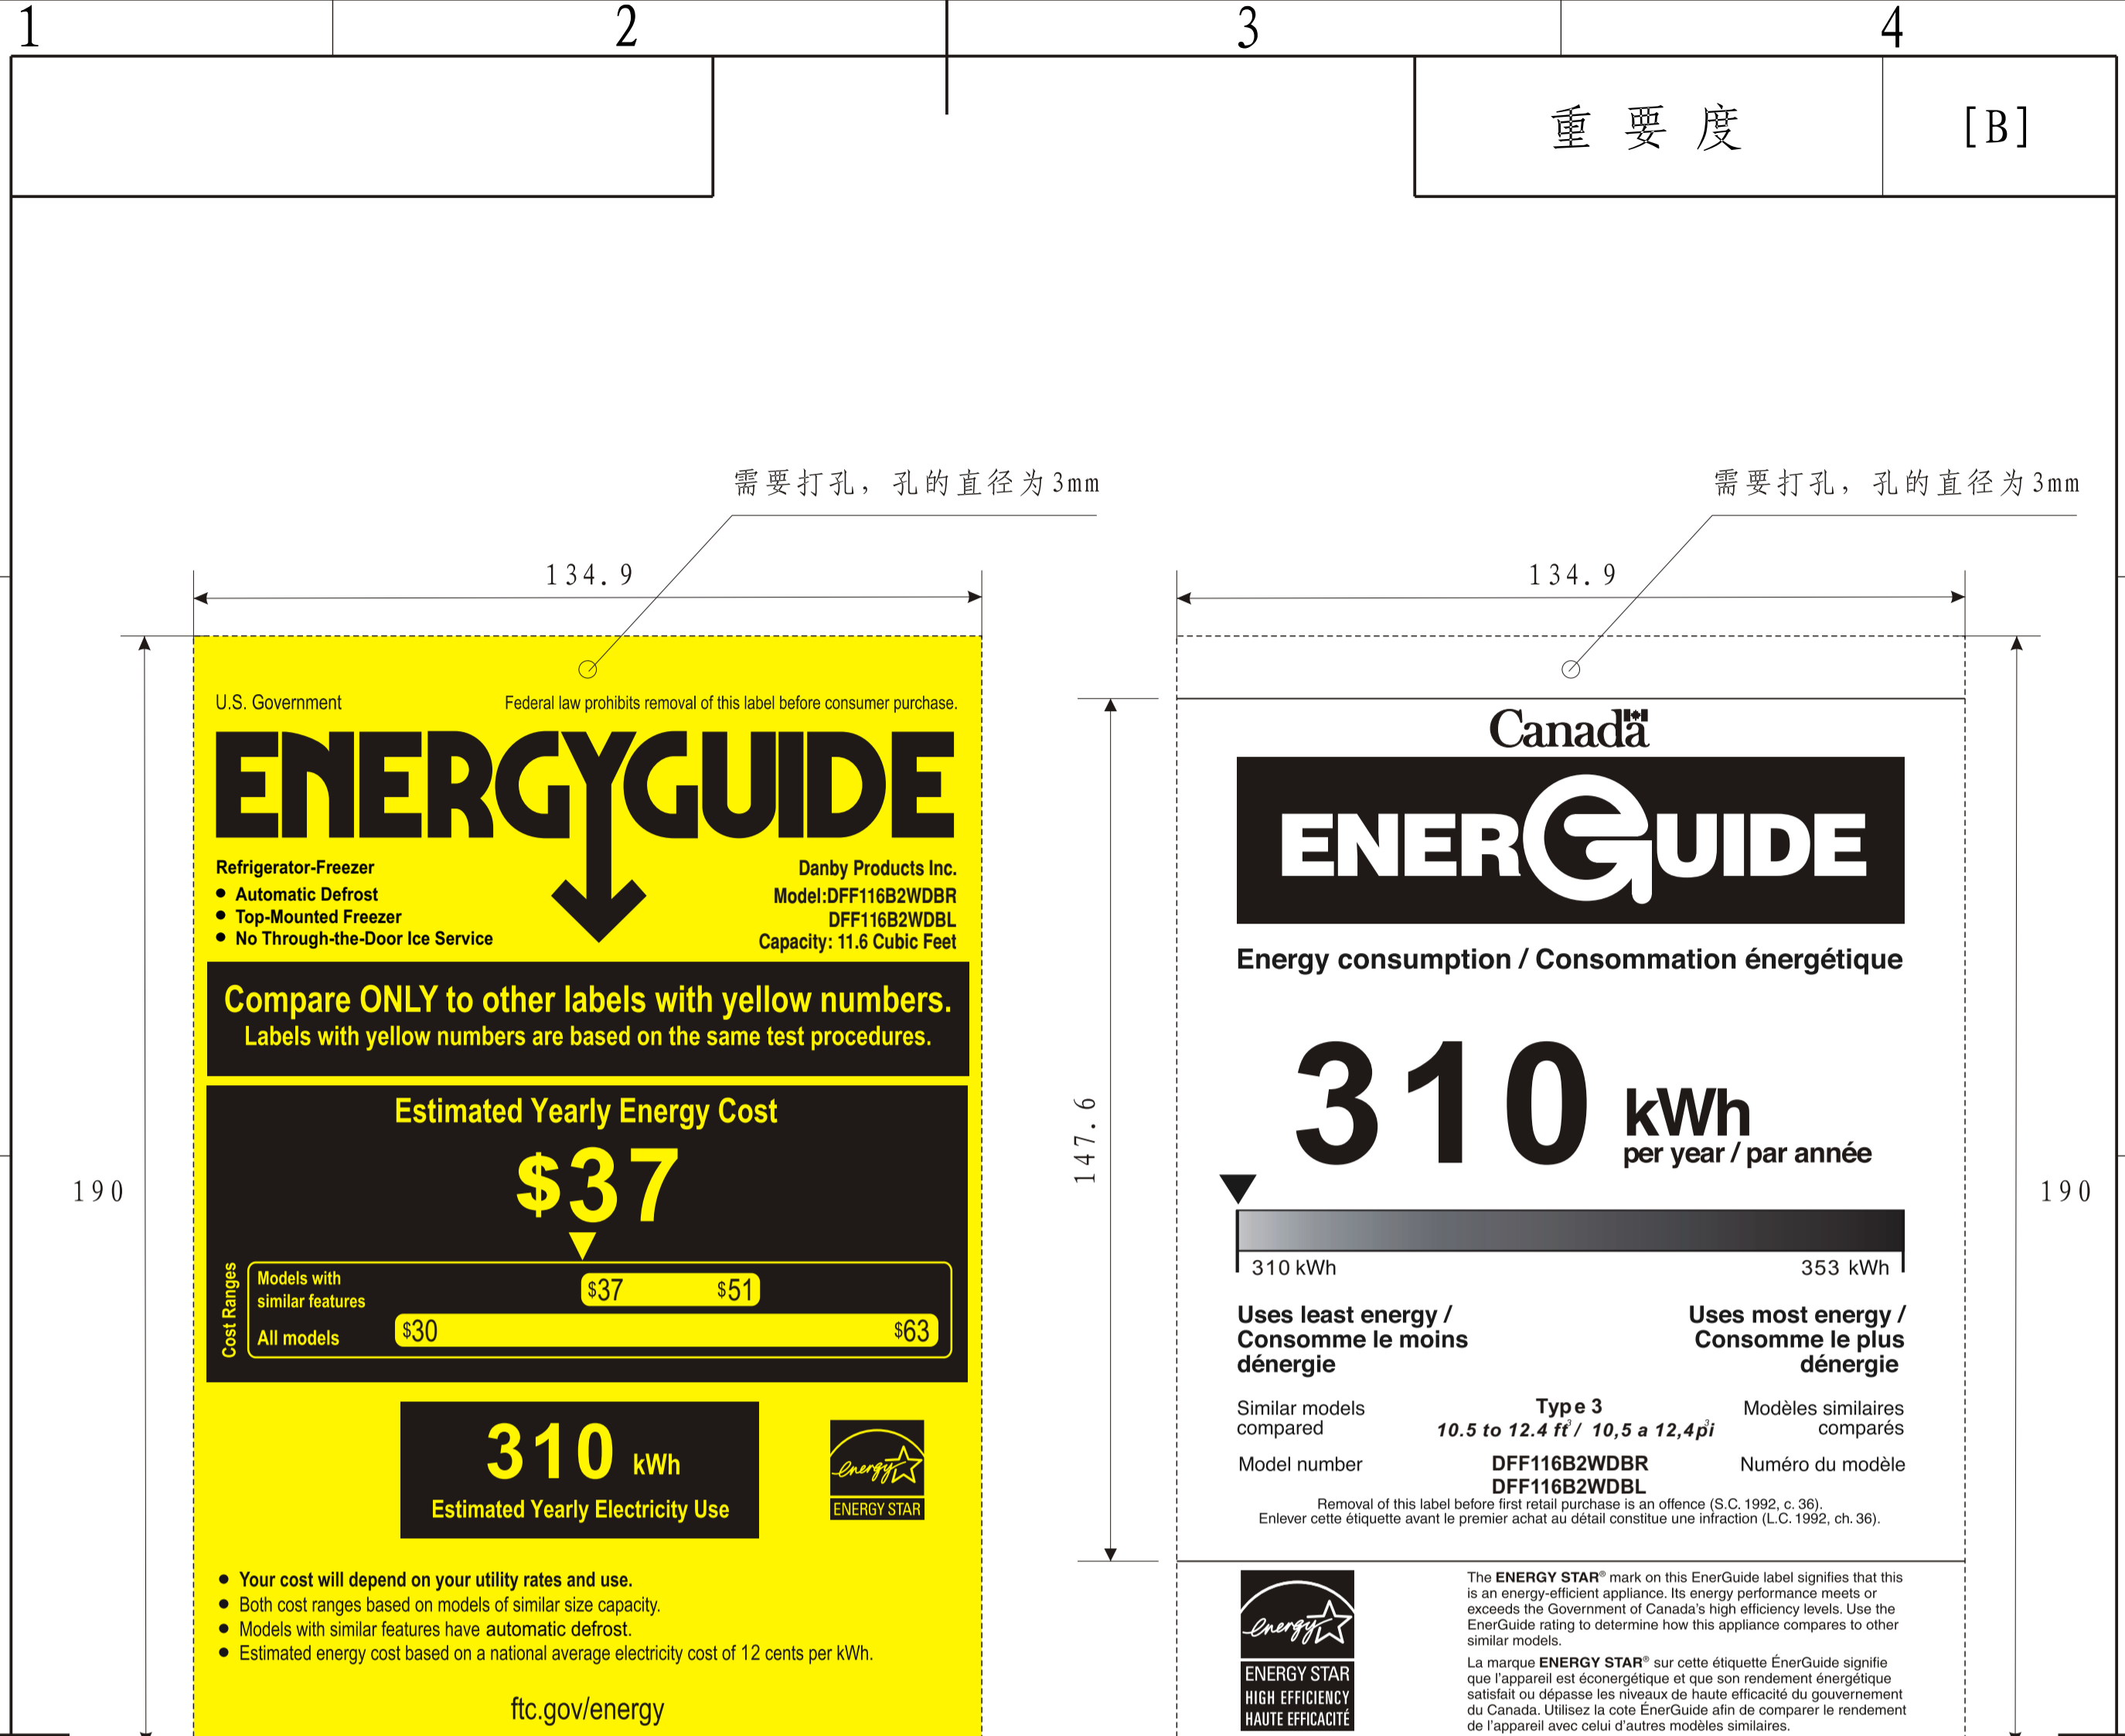 1 2 3 4
重要度 [B]
需要打孔，孔的直径为3mm
需要打孔，孔的直径为3mm
134.9
134.9
190
U.S. Government Federal law prohibits removal of this label before consumer purchase.
ENERGYGUIDE
Refrigerator-Freezer
● Automatic Defrost
● Top-Mounted Freezer
● No Through-the-Door Ice Service
Danby Products Inc.
Model:DFF116B2WDBR
DFF116B2WDBL
Capacity: 11.6 Cubic Feet
Compare ONLY to other labels with yellow numbers.
Labels with yellow numbers are based on the same test procedures.
Estimated Yearly Energy Cost
$37
Cost Ranges
Models with
similar features
$37 $51
All models
$30 $63
310 kWh
Estimated Yearly Electricity Use
energy
ENERGY STAR
● Your cost will depend on your utility rates and use.
● Both cost ranges based on models of similar size capacity.
● Models with similar features have automatic defrost.
● Estimated energy cost based on a national average electricity cost of 12 cents per kWh.
ftc.gov/energy
147.6
190
Canada
ENERGUIDE
Energy consumption / Consommation énergétique
310 kWh
per year / par année
310 kWh 353 kWh
Uses least energy /
Consomme le moins
dénergie
Uses most energy /
Consomme le plus
dénergie
Similar models
compared
Type 3
10.5 to 12.4 ft³ / 10,5 a 12,4pi³
Modèles similaires
comparés
Model number
DFF116B2WDBR
DFF116B2WDBL
Numéro du modèle
Removal of this label before first retail purchase is an offence (S.C. 1992, c. 36).
Enlever cette étiquette avant le premier achat au détail constitue une infraction (L.C. 1992, ch. 36).
energy
ENERGY STAR
HIGH EFFICIENCY
HAUTE EFFICACITÉ
The ENERGY STAR® mark on this EnerGuide label signifies that this
is an energy-efficient appliance. Its energy performance meets or
exceeds the Government of Canada's high efficiency levels. Use the
EnerGuide rating to determine how this appliance compares to other
similar models.
La marque ENERGY STAR® sur cette étiquette ÉnerGuide signifie
que l'appareil est éconergétique et que son rendement énergétique
satisfait ou dépasse les niveaux de haute efficacité du gouvernement
du Canada. Utilisez la cote ÉnerGuide afin de comparer le rendement
de l'appareil avec celui d'autres modèles similaires.